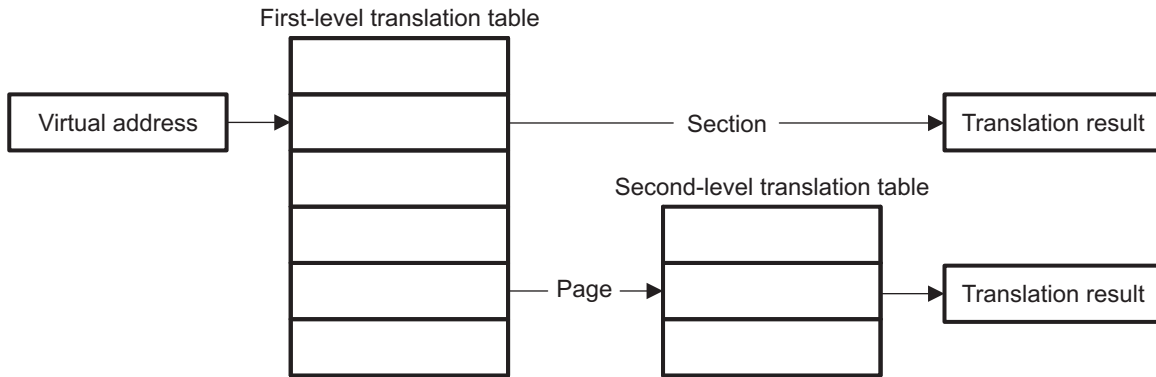 First-level translation table
Virtual address
Section
Translation result
Second-level translation table
Page
Translation result